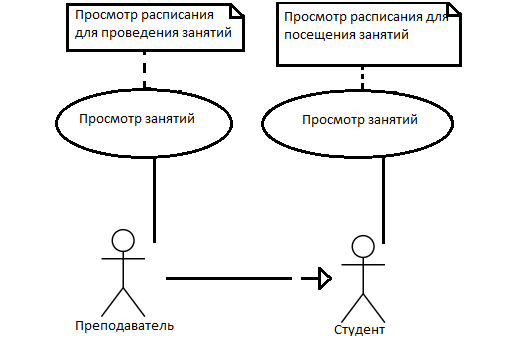 Просмотр расписания
для проведения занятий
Просмотр расписания для
посещения занятий
Просмотр занятий
Просмотр занятий
Преподаватель
Студент